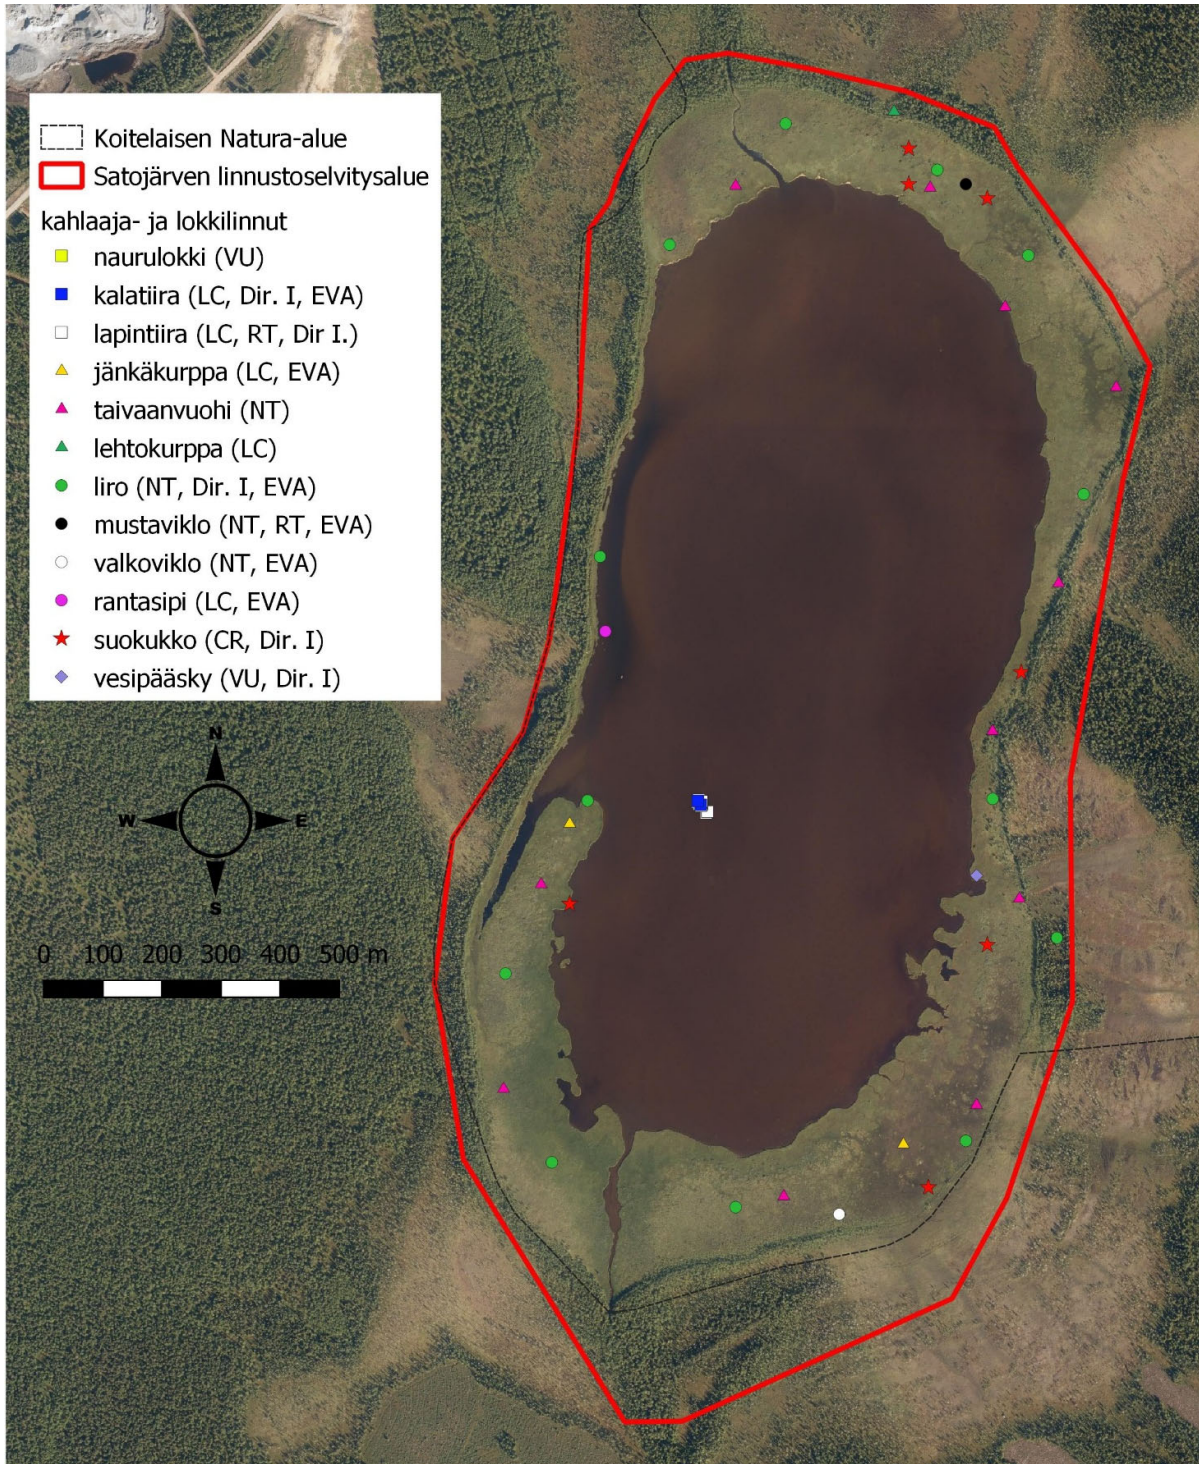 Koitelaisen Natura-alue
Satojärven linnustoselvitysalue
kahlaaja- ja lokkilinnut
naurulokki (VU)
kalatiira (LC, Dir. I, EVA)
lapintiira (LC, RT, Dir I.)
jänkäkurppa (LC, EVA)
taivaanvuohi (NT)
lehtokurppa (LC)
liro (NT, Dir. I, EVA)
mustaviklo (NT, RT, EVA)
valkoviklo (NT, EVA)
rantasipi (LC, EVA)
suokukko (CR, Dir. I)
vesipääsky (VU, Dir. I)
N
W E
S
0 100 200 300 400 500 m